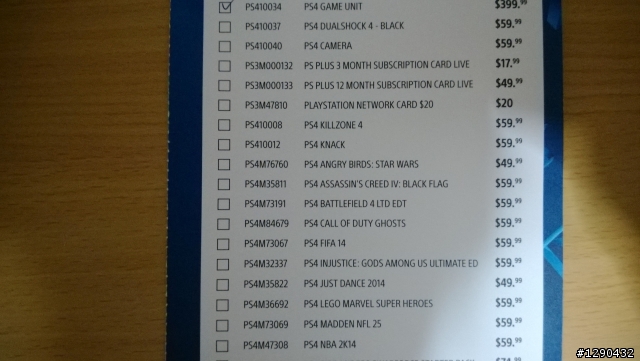 PS410034 PS4 GAME UNIT $399.99
PS410037 PS4 DUALSHOCK 4 - BLACK $59.99
PS410040 PS4 CAMERA $59.99
PS3M000132 PS PLUS 3 MONTH SUBSCRIPTION CARD LIVE $17.99
PS3M000133 PS PLUS 12 MONTH SUBSCRIPTION CARD LIVE $49.99
PS3M47810 PLAYSTATION NETWORK CARD $20 $20
PS410008 PS4 KILLZONE 4 $59.99
PS410012 PS4 KNACK $59.99
PS4M76760 PS4 ANGRY BIRDS: STAR WARS $49.99
PS4M35811 PS4 ASSASSIN'S CREED IV: BLACK FLAG $59.99
PS4M73191 PS4 BATTLEFIELD 4 LTD EDT $59.99
PS4M84679 PS4 CALL OF DUTY GHOSTS $59.99
PS4M73067 PS4 FIFA 14 $59.99
PS4M32337 PS4 INJUSTICE: GODS AMONG US ULTIMATE ED $59.99
PS4M35822 PS4 JUST DANCE 2014 $49.99
PS4M36692 PS4 LEGO MARVEL SUPER HEROES $59.99
PS4M73069 PS4 MADDEN NFL 25 $59.99
PS4M47308 PS4 NBA 2K14 $59.99
#1290432